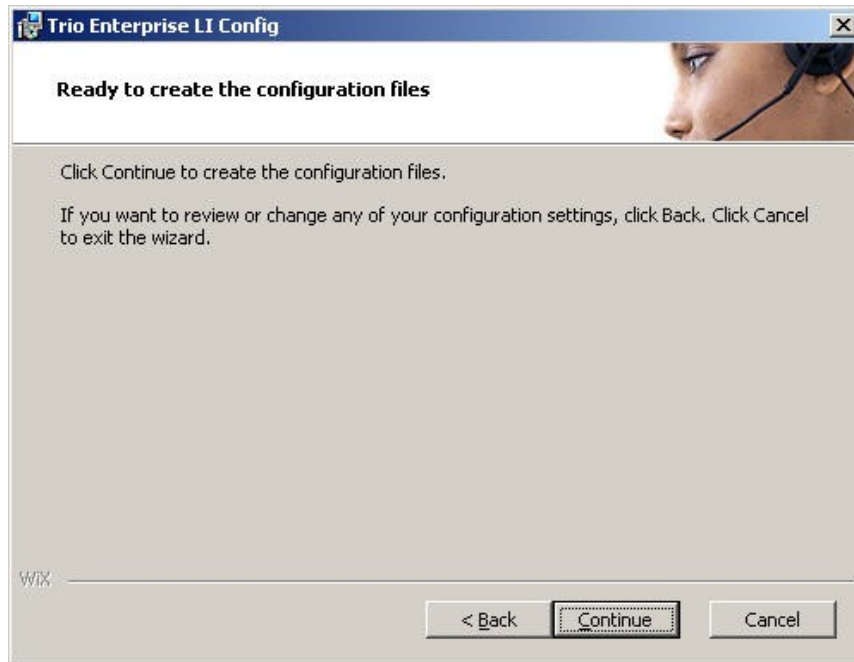 Trio Enterprise LI Config
Ready to create the configuration files
Click Continue to create the configuration files.
If you want to review or change any of your configuration settings, click Back. Click Cancel
to exit the wizard.
WiX
< Back Continue Cancel